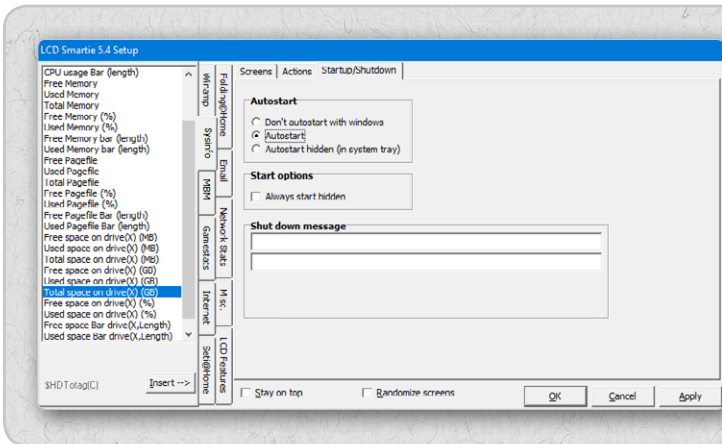 LCD Smartie 5.4 Setup
CPU usage Bar (length)
Free Memory
Used Memory
Total Memory
Free Memory (%)
Used Memory (%)
Free Memory bar (length)
Used Memory bar (length)
Free Pagefile
Used Pagefile
Total Pagefile
Free Pagefile (%)
Used Pagefile (%)
Free Pagefile Bar (length)
Used Pagefile Bar (length)
Free space on drive(X) (MB)
Used space on drive(X) (MB)
Total space on drive(X) (MB)
Free space on drive(X) (GB)
Used space on drive(X) (GB)
Total space on drive(X) (GB)
Free space on drive(X) (%)
Used space on drive(X) (%)
Free space Bar drive(X,Length)
Used space Bar drive(X,Length)
$HDTotag(C)
Insert -->
Winamp
Sysinfo
MBM
Gamestats
Internet
Seti@Home
Folding@Home
Email
Network Stats
Misc.
LCD Features
Screens
Actions
Startup/Shutdown
Autostart
Don't autostart with windows
Autostart
Autostart hidden (in system tray)
Start options
Always start hidden
Shut down message
Stay on top
Randomize screens
OK
Cancel
Apply